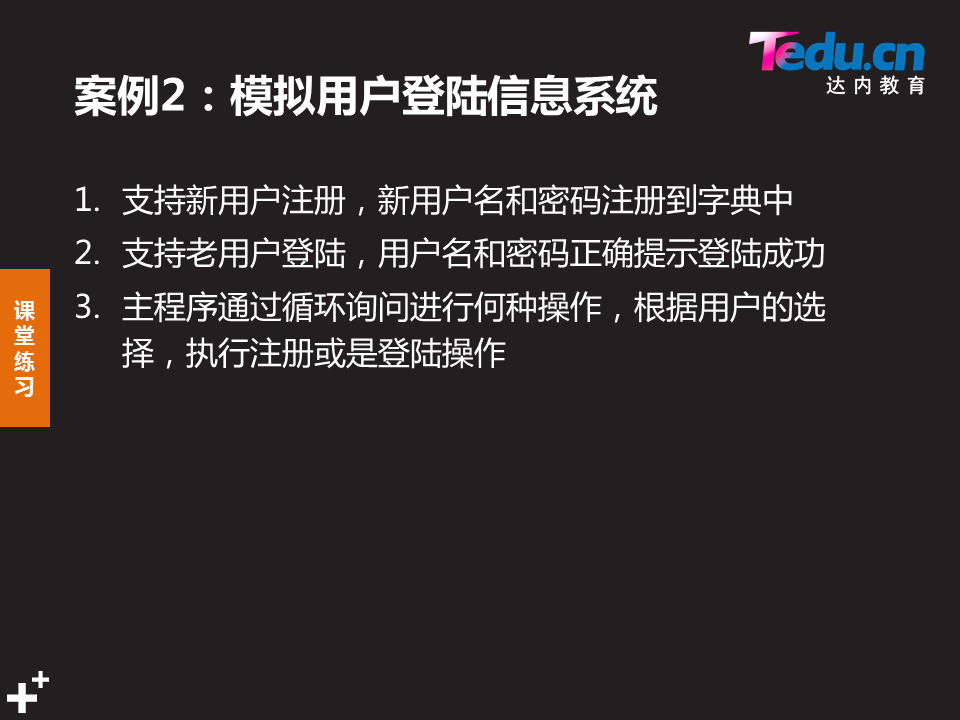 Tedu.cn
达内教育
案例2：模拟用户登陆信息系统
1. 支持新用户注册，新用户名和密码注册到字典中
2. 支持老用户登陆，用户名和密码正确提示登陆成功
3. 主程序通过循环询问进行何种操作，根据用户的选
择，执行注册或是登陆操作
课
堂
练
习